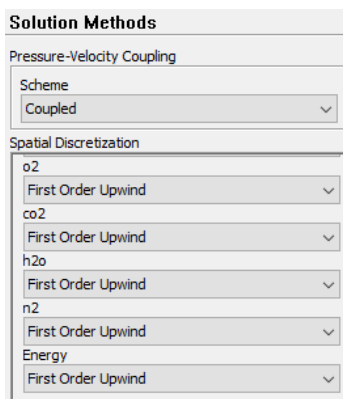 Solution Methods
Pressure-Velocity Coupling
Scheme
Coupled
Spatial Discretization
o2
First Order Upwind
co2
First Order Upwind
h2o
First Order Upwind
n2
First Order Upwind
Energy
First Order Upwind